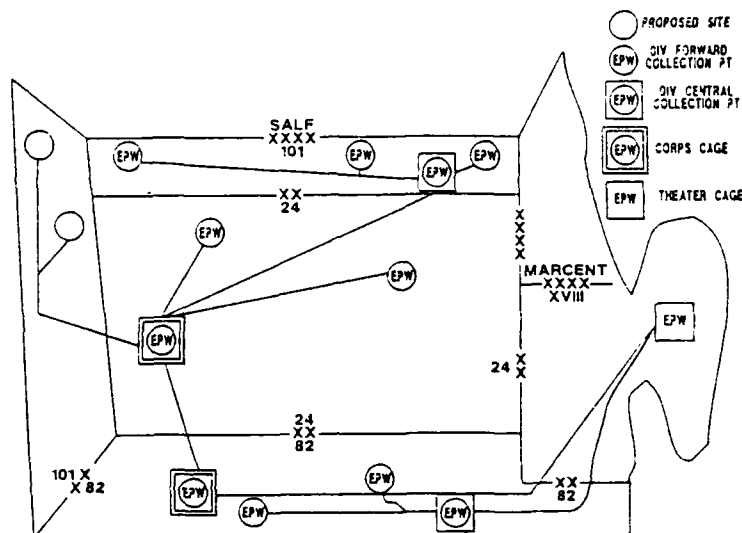 PROPOSED SITE
DIV FORWARD
COLLECTION PT
EPW
DIV CENTRAL
COLLECTION PT
EPW
CORPS CAGE
EPW
THEATER CAGE
EPW
SALF
XXXX
101
EPW
EPW
EPW
EPW
XX
24
XXXX
EPW
EPW
MARCENT
XXXX
XVIII
EPW
EPW
24 XX
24
XX
82
101 X
X 82
EPW
EPW
EPW
EPW
XX
82